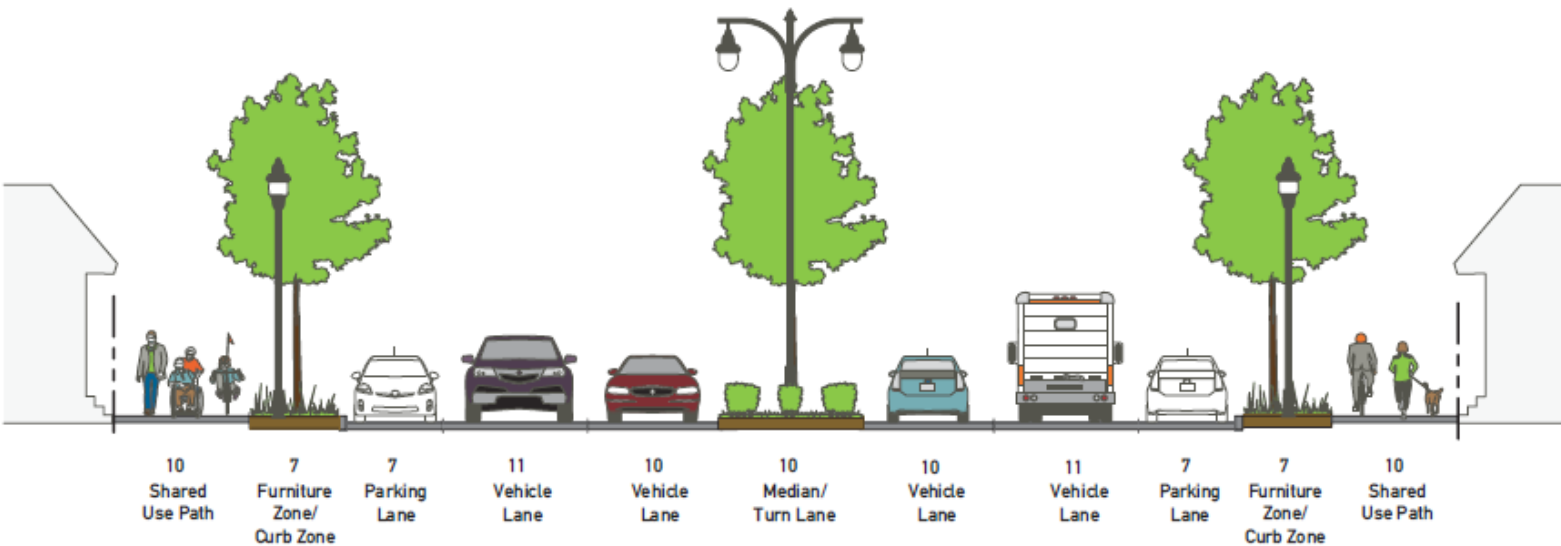 10
Shared
Use Path
7
Furniture
Zone/
Curb Zone
7
Parking
Lane
11
Vehicle
Lane
10
Vehicle
Lane
10
Median/
Turn Lane
10
Vehicle
Lane
11
Vehicle
Lane
7
Parking
Lane
7
Furniture
Zone/
Curb Zone
10
Shared
Use Path